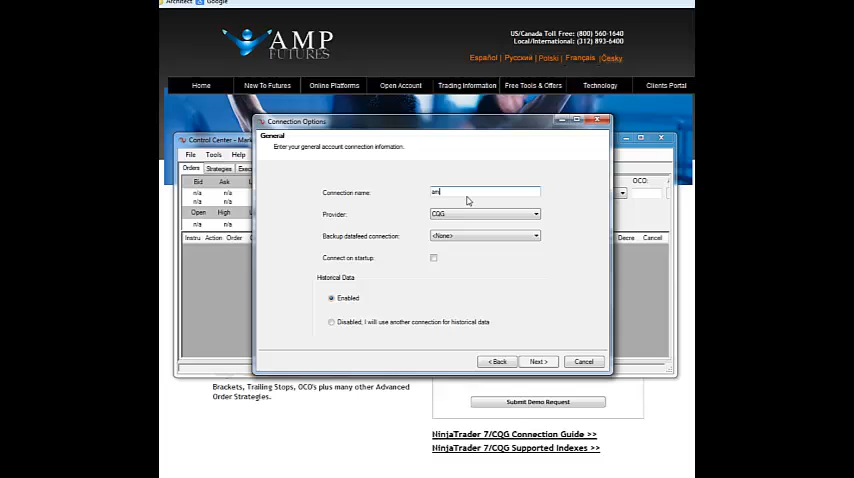 Architect Google
AMP
FUTURES
US/Canada Toll Free: (800) 560-1640
Local/International: (312) 893-6400
Español | Русский | Polski | Français | Česky
Home New To Futures Online Platforms Open Account Trading Information Free Tools & Offers Technology Clients Portal
Connection Options
General
Enter your general account connection information.
Control Center - Mar
File Tools Help
Orders Strategies Exec
Bid Ask
n/a n/a
n/a n/a
Open High
n/a n/a
OCO:
Instru Action Order
Decre Cancel
Connection name: am
Provider: CQG
Backup datafeed connection: <None>
Connect on startup:
Historical Data
Enabled
Disabled, I will use another connection for historical data
< Back Next > Cancel
Brackets, Trailing Stops, OCO's plus many other Advanced
Order Strategies.
Submit Demo Request
NinjaTrader 7/CQG Connection Guide >>
NinjaTrader 7/CQG Supported Indexes >>